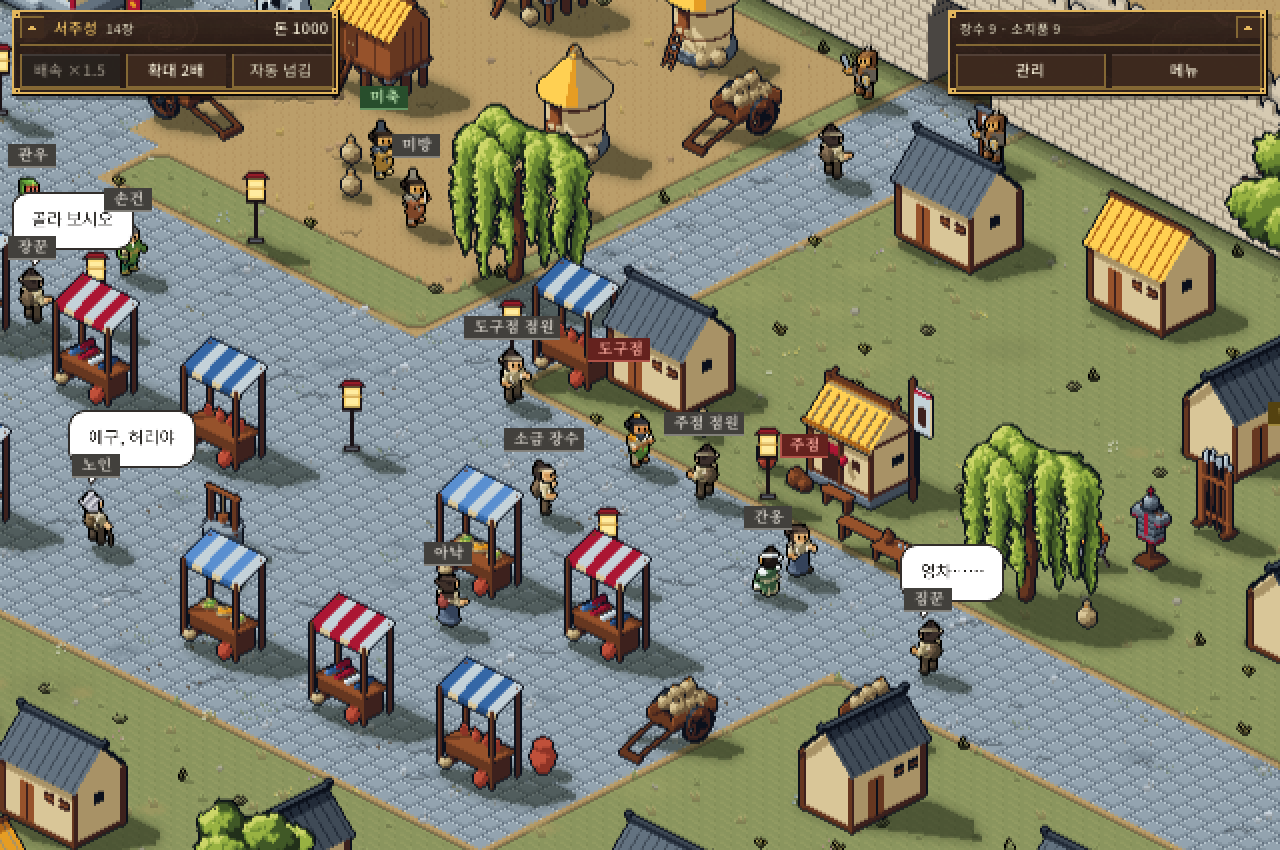 서주성 14장 돈 1000
배속 ×1.5 확대 2배 자동 넘김
장수 9 · 소지품 9
관리 메뉴
미축
미방
관우
손건
골라 보시오
장꾼
도구점 점원
도구점
주점 점원
주점
소금 장수
에구, 허리야
노인
간옹
아낙
영차……
짐꾼